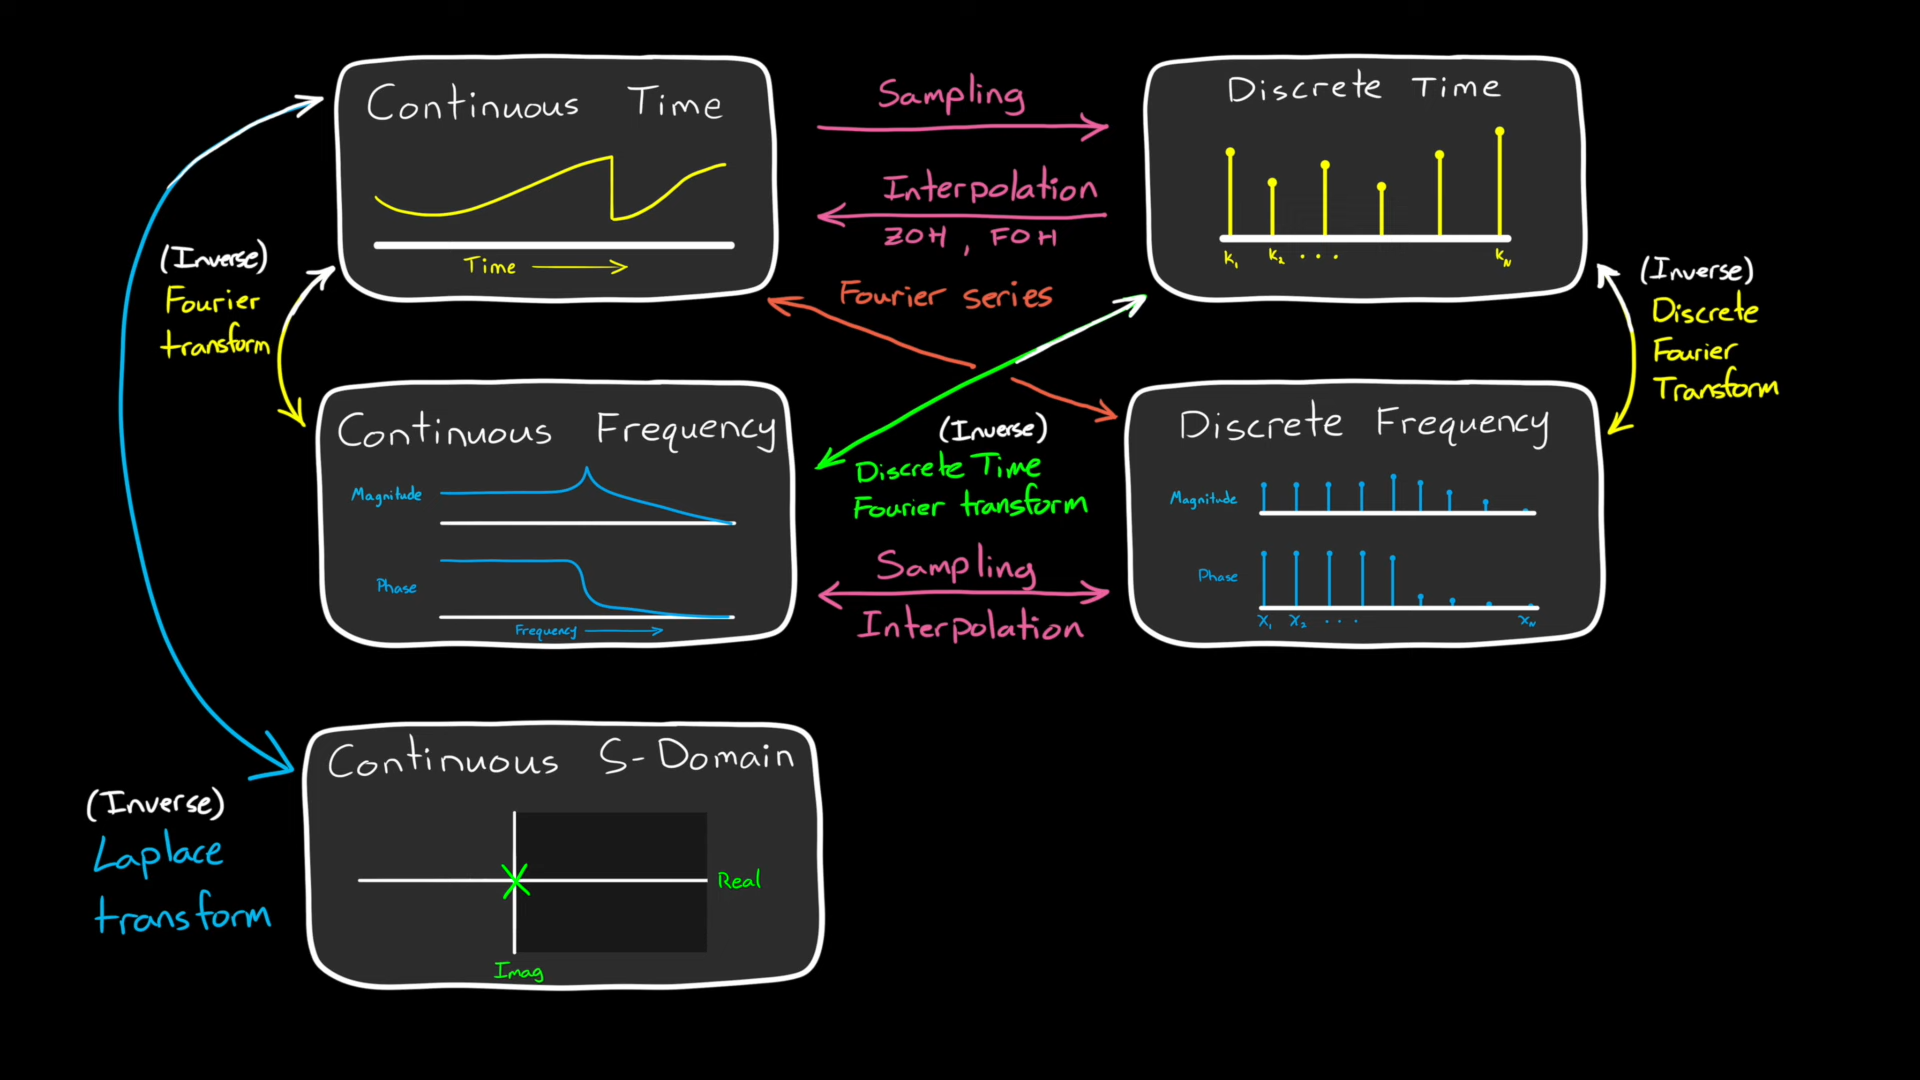 Continuous Time
Time
Sampling
Interpolation
ZOH, FOH
Fourier series
Discrete Time
k₁ k₂ ... kₙ
(Inverse)
Fourier
transform
(Inverse)
Discrete
Fourier
Transform
Continuous Frequency
Magnitude
Phase
Frequency
(Inverse)
Discrete Time
Fourier transform
Sampling
Interpolation
Discrete Frequency
Magnitude
Phase
X₁ X₂ ... Xₙ
(Inverse)
Laplace
transform
Continuous S-Domain
Real
Imag